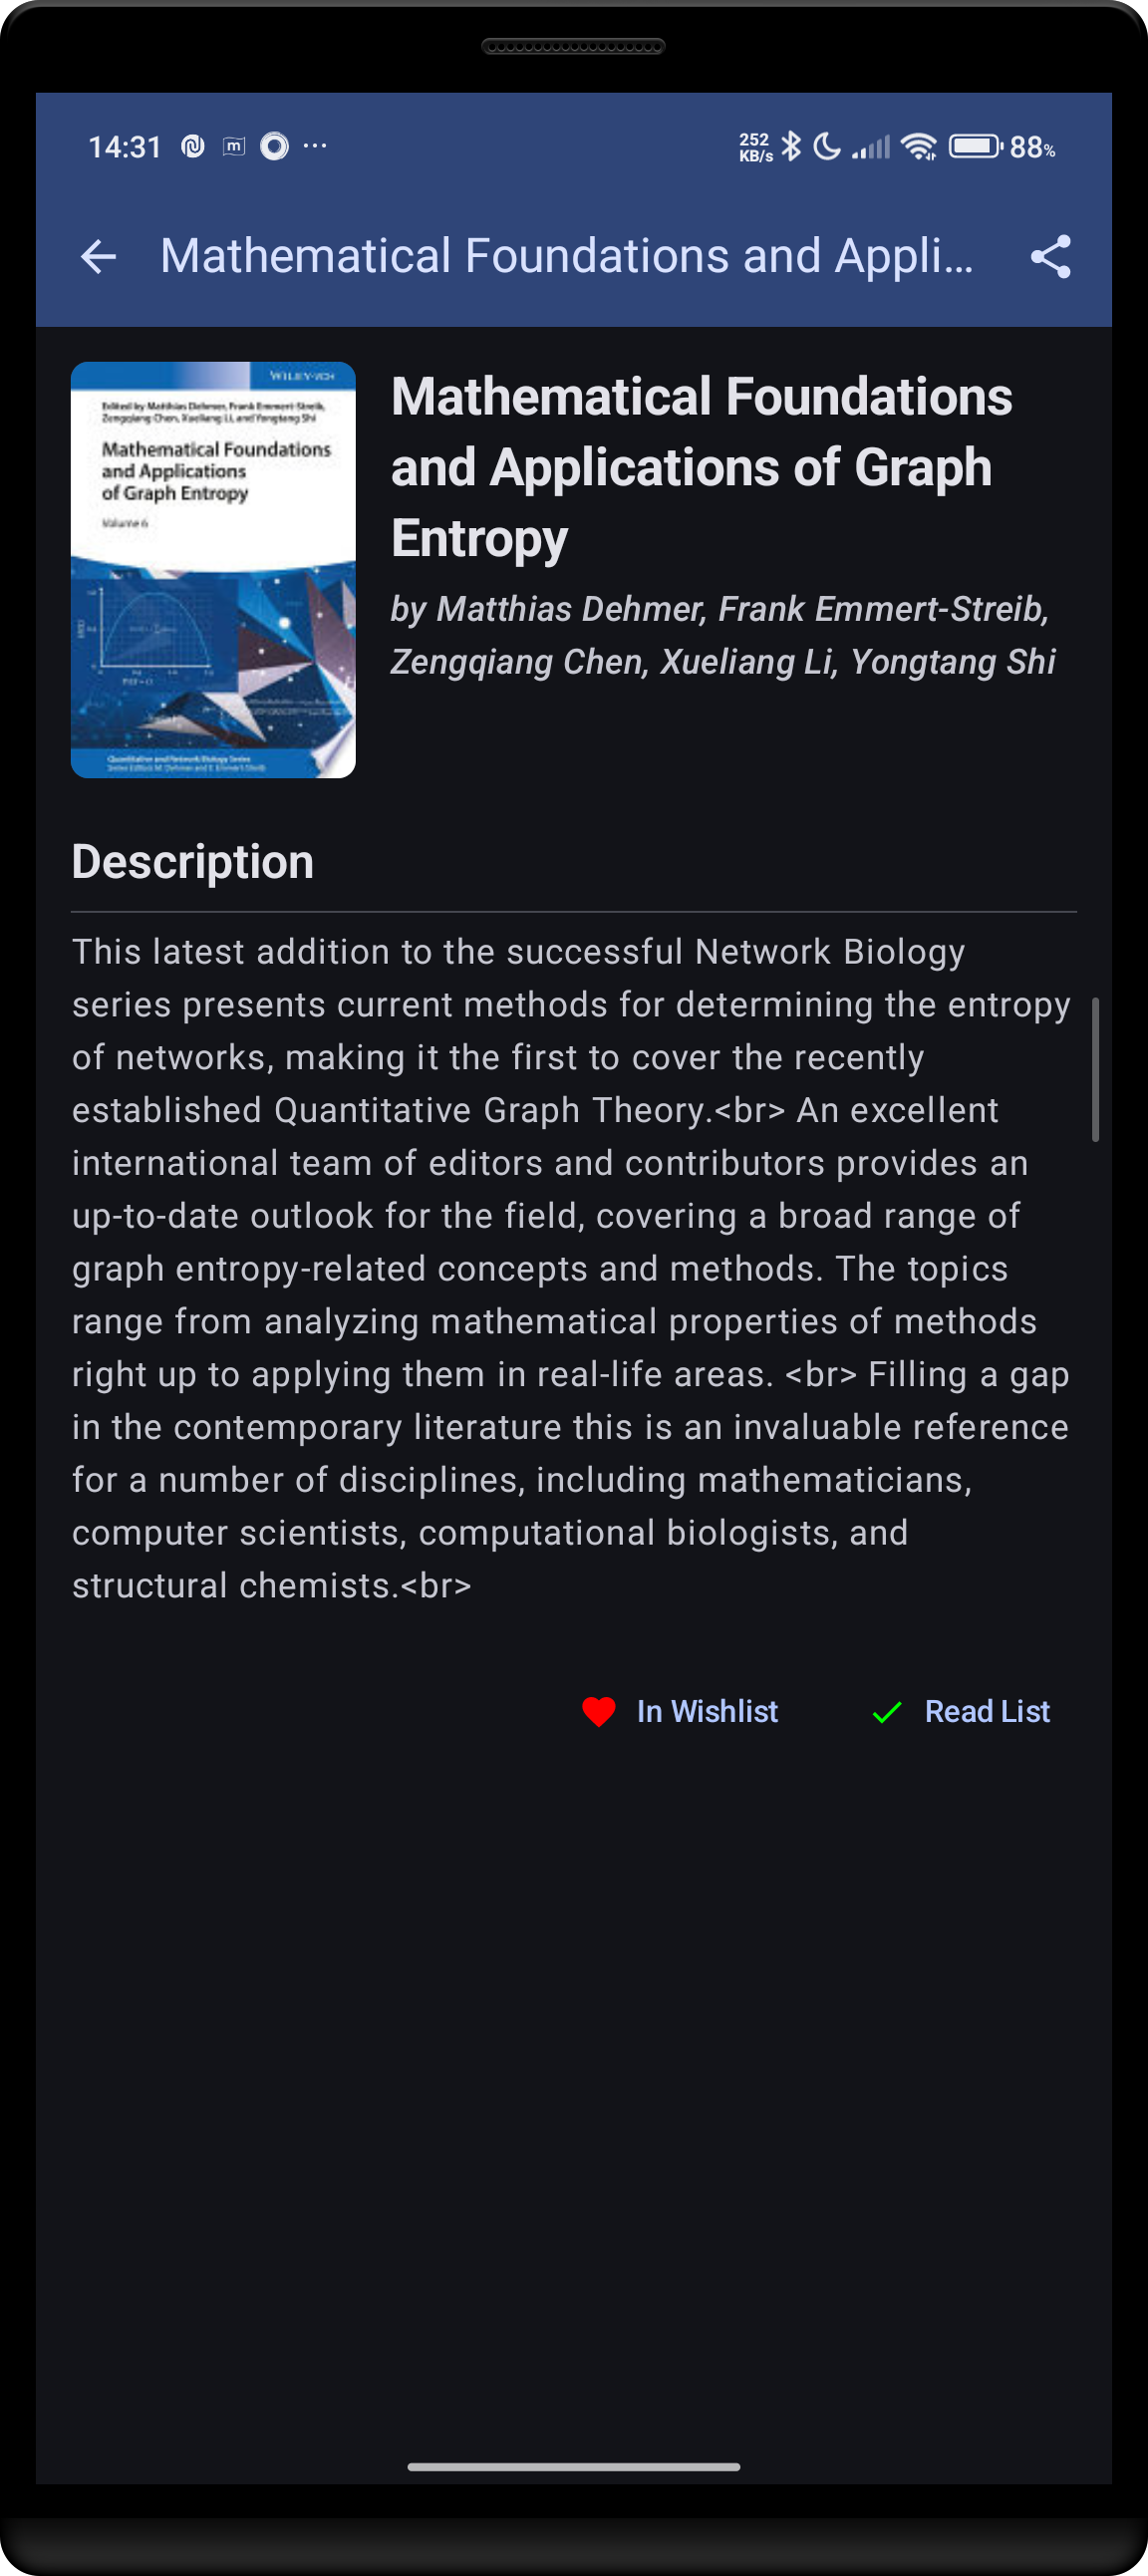 14:31
m
252
KB/s
88%
Mathematical Foundations and Appli...
WILEY-VCH
Edited by Matthias Dehmer, Frank Emmert-Streib,
Zengqiang Chen, Xueliang Li, and Yongtang Shi
Mathematical Foundations
and Applications
of Graph Entropy
Volume 6
Quantitative and Network Biology Series
Series Editors M. Dehmer and F. Emmert-Streib
Mathematical Foundations
and Applications of Graph
Entropy
by Matthias Dehmer, Frank Emmert-Streib,
Zengqiang Chen, Xueliang Li, Yongtang Shi
Description
This latest addition to the successful Network Biology
series presents current methods for determining the entropy
of networks, making it the first to cover the recently
established Quantitative Graph Theory.<br> An excellent
international team of editors and contributors provides an
up-to-date outlook for the field, covering a broad range of
graph entropy-related concepts and methods. The topics
range from analyzing mathematical properties of methods
right up to applying them in real-life areas. <br> Filling a gap
in the contemporary literature this is an invaluable reference
for a number of disciplines, including mathematicians,
computer scientists, computational biologists, and
structural chemists.<br>
In Wishlist
Read List